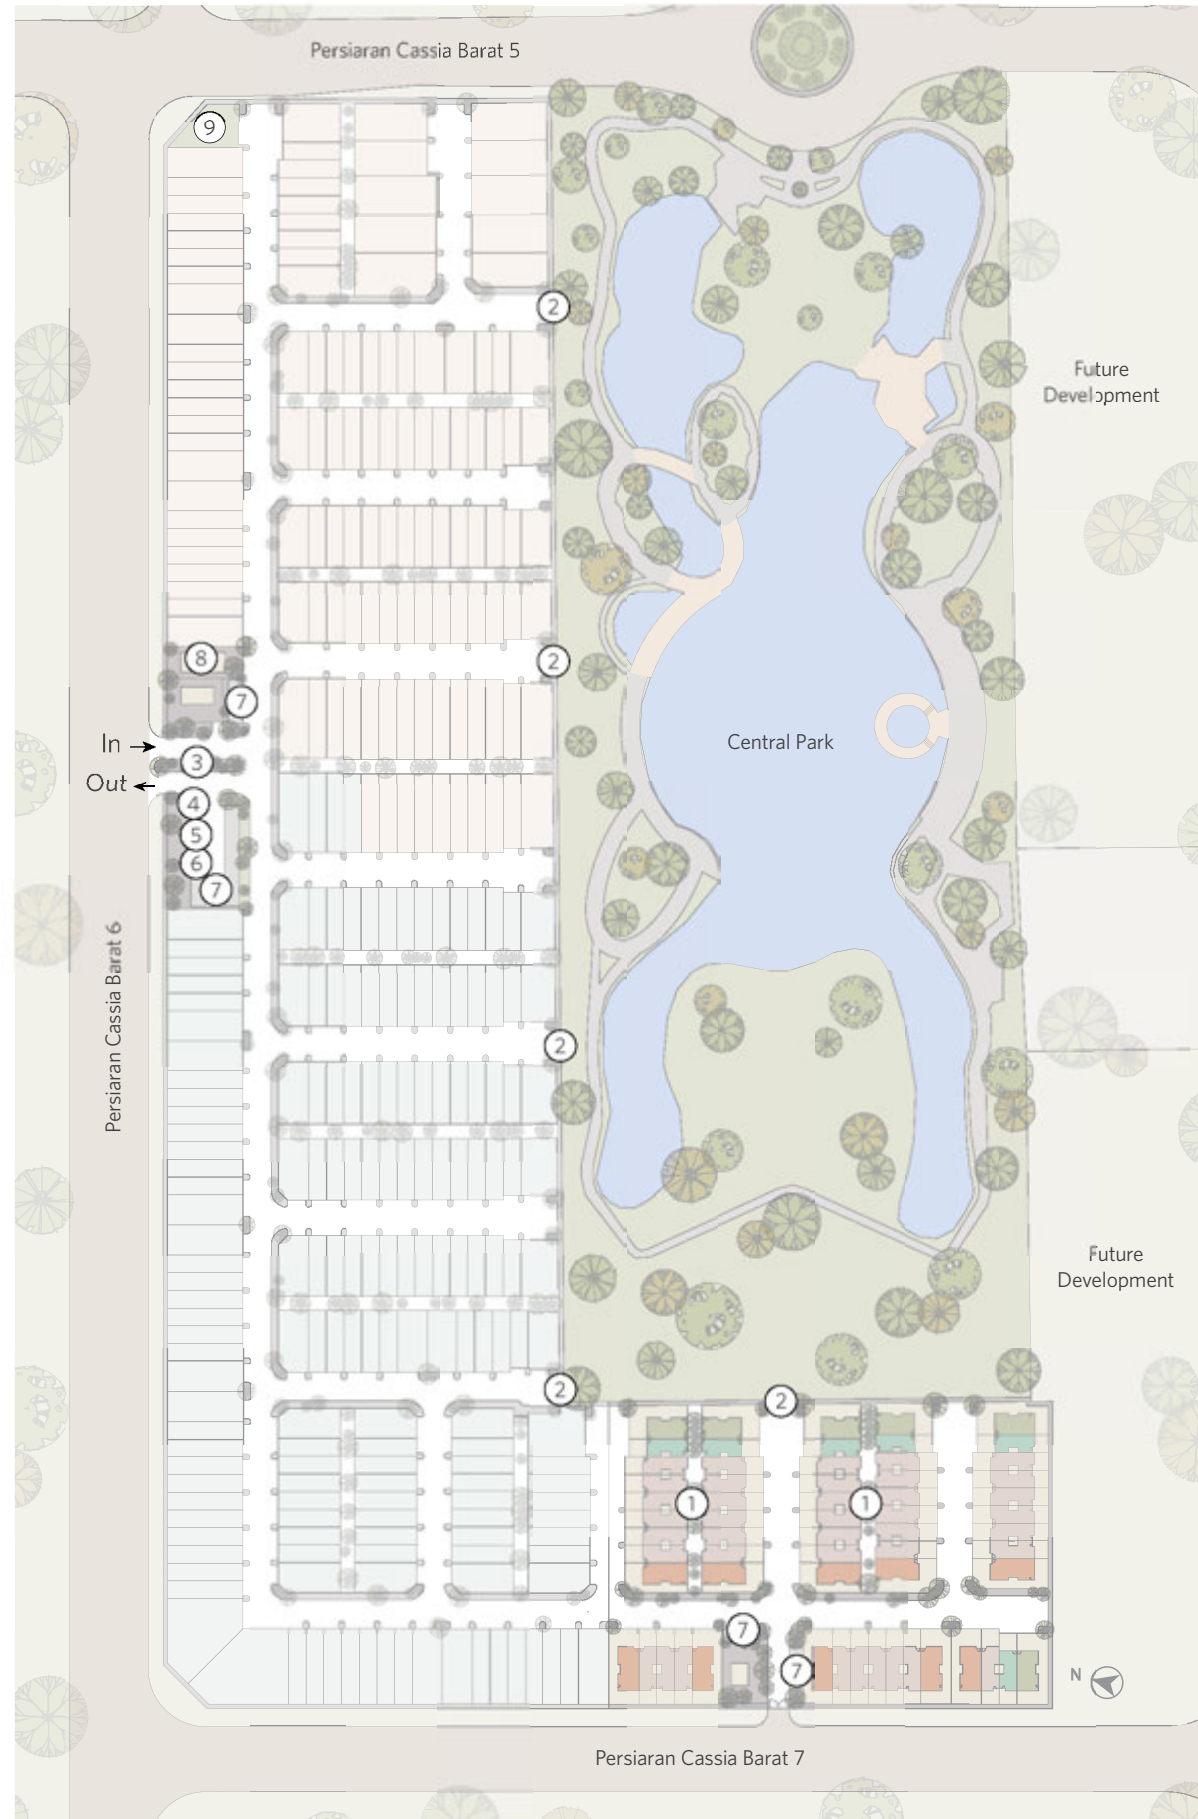 Persiaran Cassia Barat 5
9
2
Future
Development
2
8
7
In
3
Out
4
5
6
7
Central Park
Persiaran Cassia Barat 6
2
Future
Development
2
2
1
1
7
7
N
Persiaran Cassia Barat 7